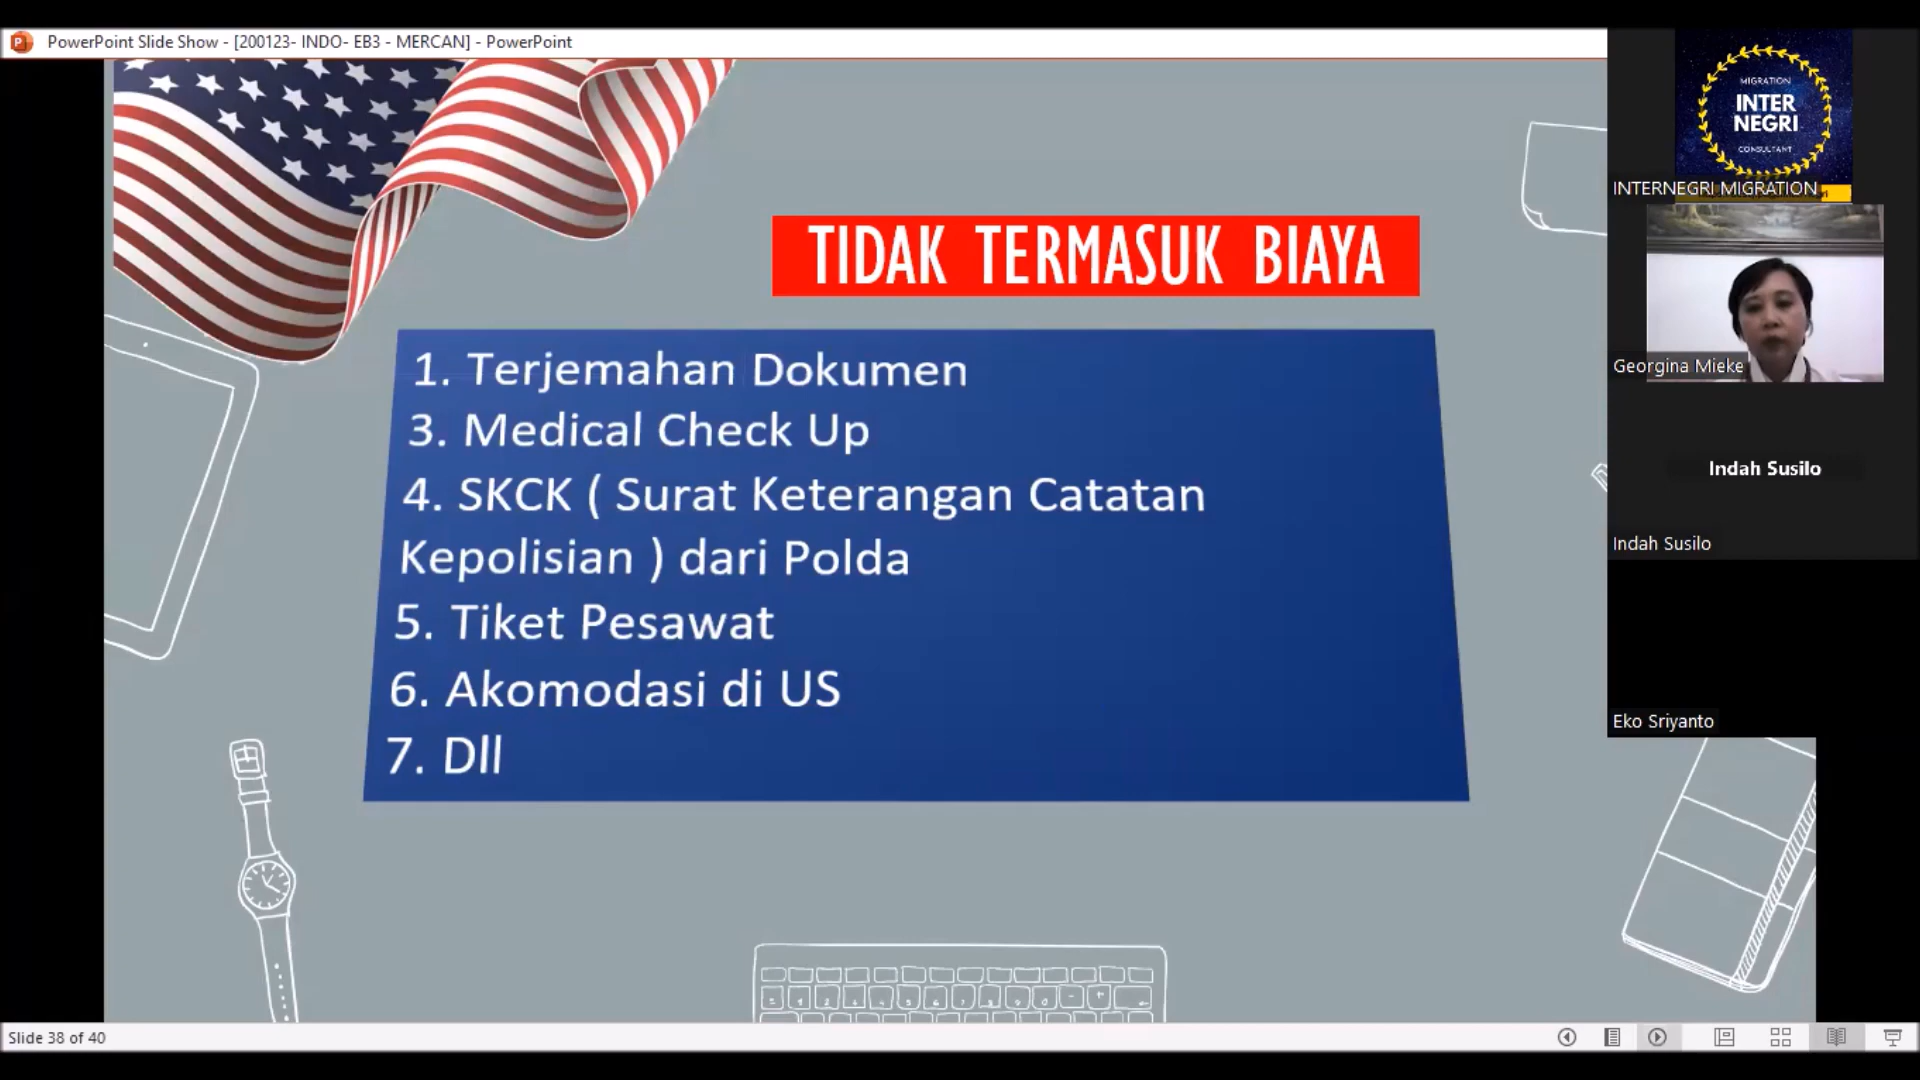 PowerPoint Slide Show - [200123- INDO- EB3 - MERCAN] - PowerPoint
TIDAK TERMASUK BIAYA
1. Terjemahan Dokumen
3. Medical Check Up
4. SKCK ( Surat Keterangan Catatan
Kepolisian ) dari Polda
5. Tiket Pesawat
6. Akomodasi di US
7. Dll
MIGRATION
INTER
NEGRI
CONSULTANT
INTERNEGRI MIGRATION
Georgina Mieke
Indah Susilo
Indah Susilo
Eko Sriyanto
Slide 38 of 40